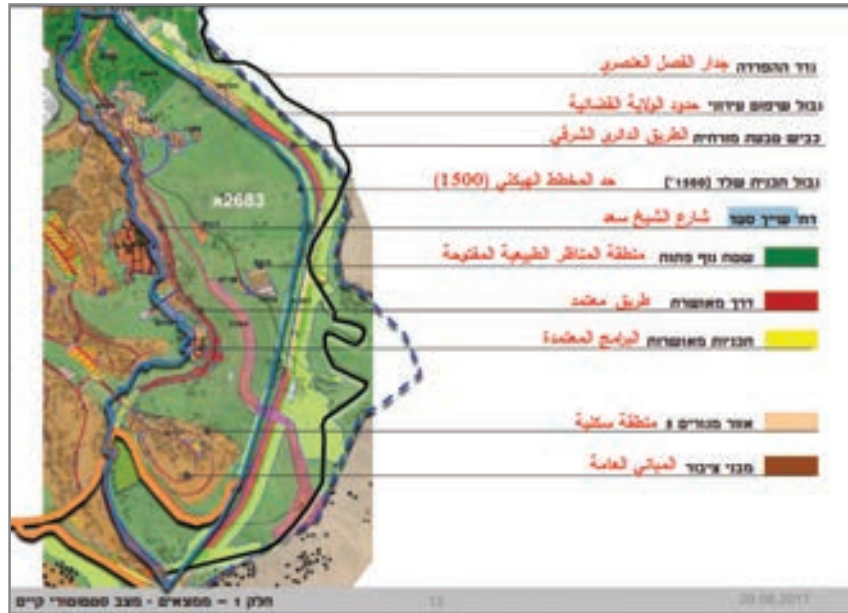 גדר ההפרדה جدار الفصل العنصري
גבול שיפוט עירוני حدود الولاية القضائية
כביש טבעת מזרחית الطريق الدائري الشرقي
גבול תכנית שלד ('1500) حد المخطط الهيكلي (1500)
א2683
רח' שייך סעד شارع الشيخ سعد
שטח נוף פתוח منطقة المناظر الطبيعية المفتوحة
דרך מאושרת طريق معتمد
תכניות מאושרות البرامج المعتمدة
אזור מגורים 5 منطقة سكنية
מבני ציבור المباني العامة
חלק 1 – ממצאים - מצב סטטוטורי קיים 13 20.08.2017